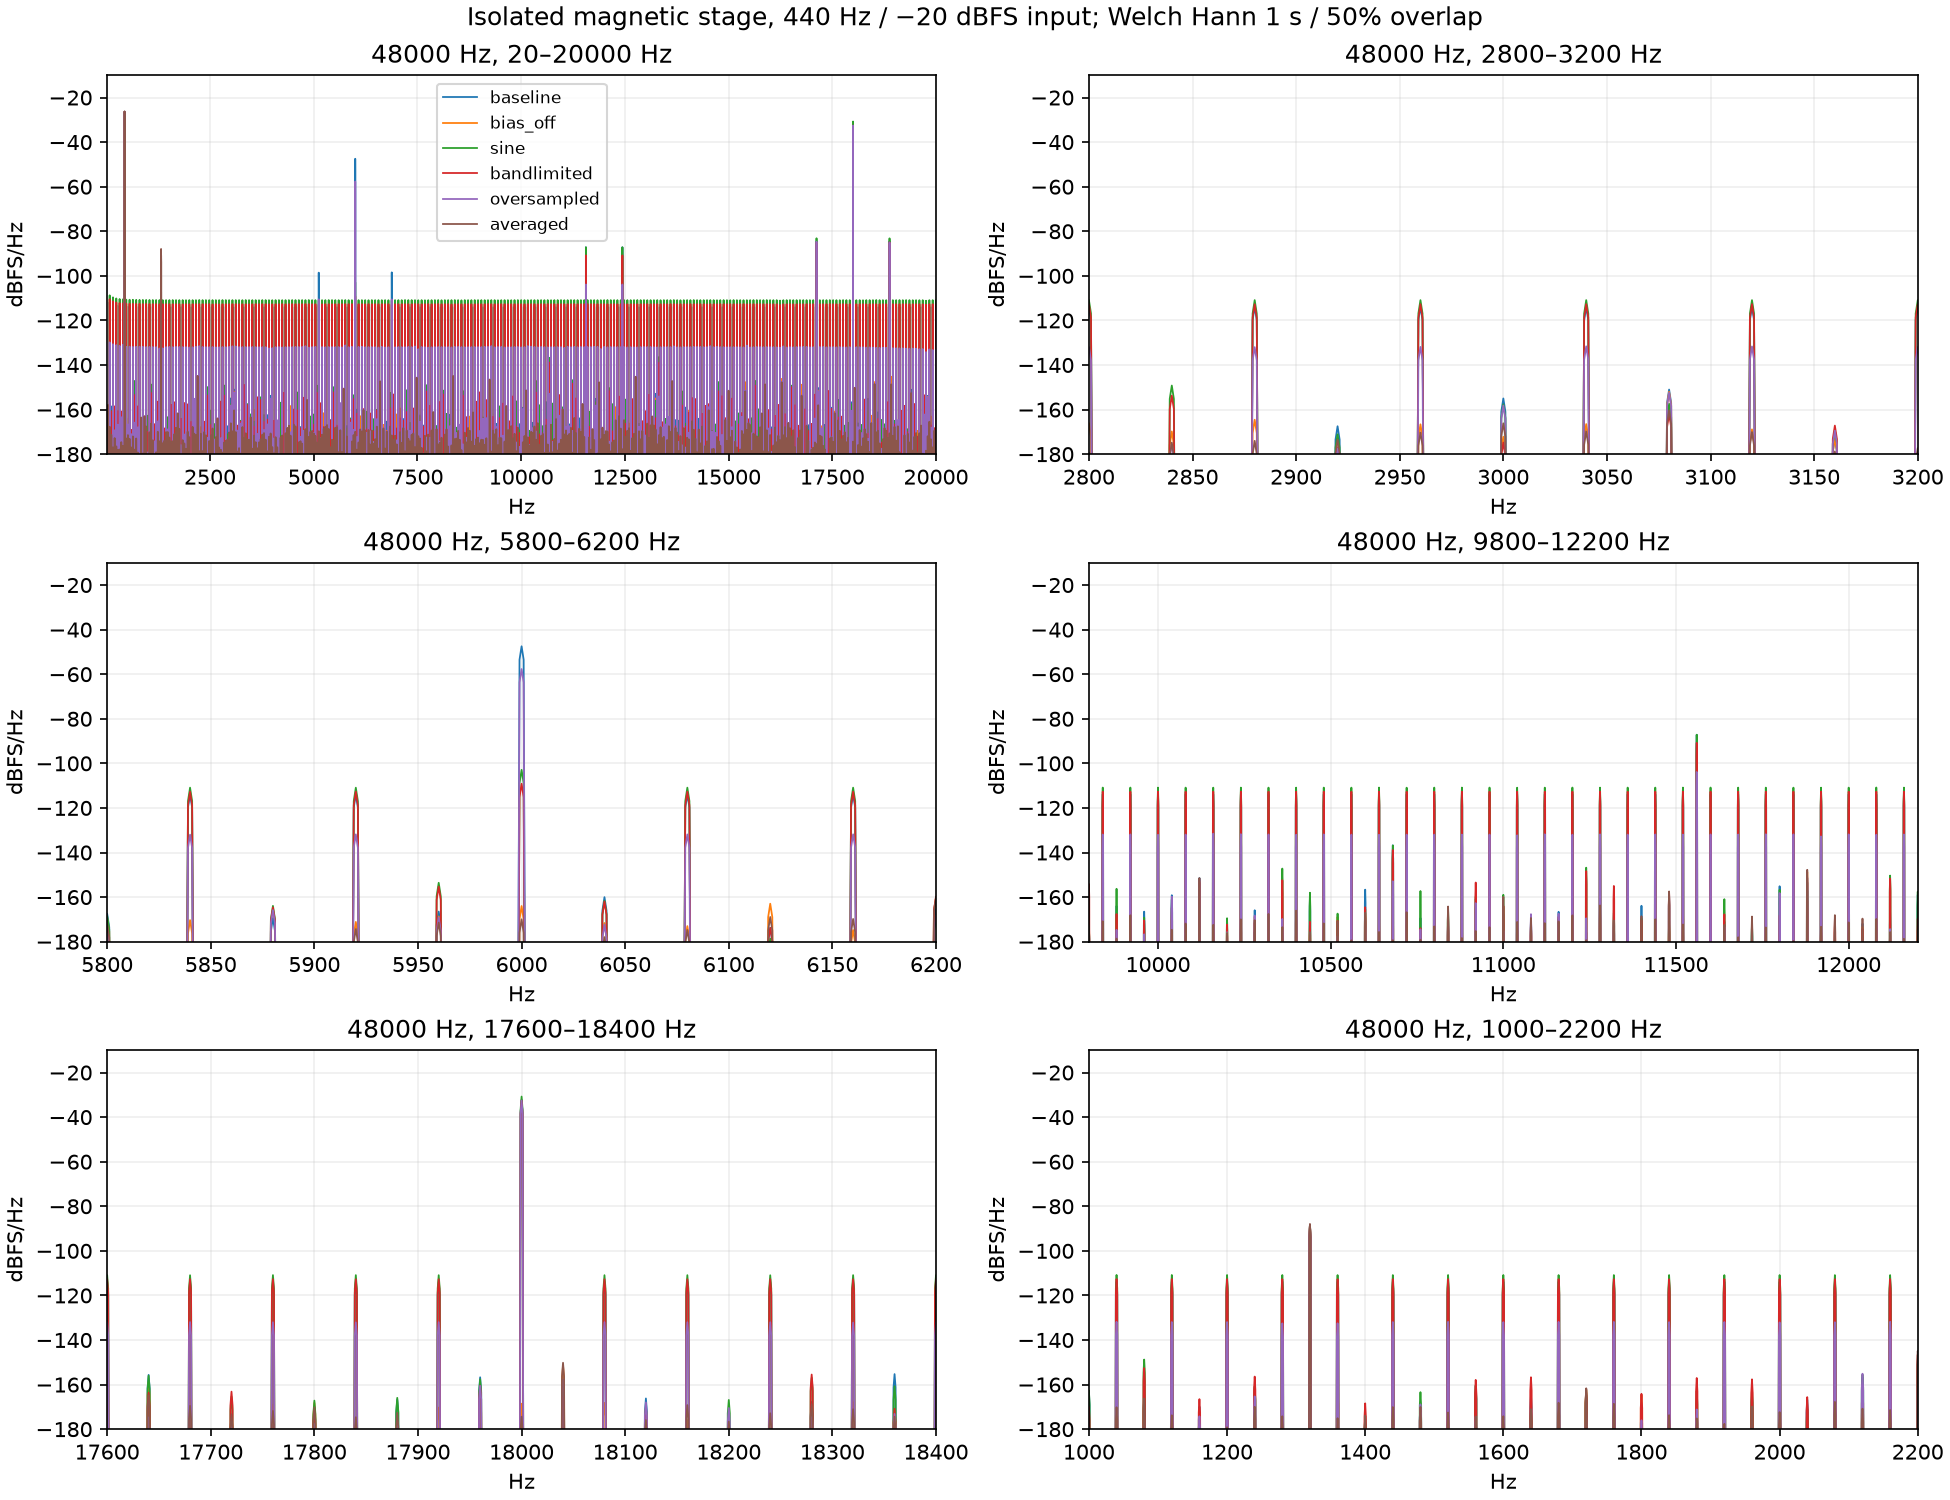 Isolated magnetic stage, 440 Hz / −20 dBFS input; Welch Hann 1 s / 50% overlap
48000 Hz, 20–20000 Hz
dBFS/Hz
−20
−40
−60
−80
−100
−120
−140
−160
−180
baseline
bias_off
sine
bandlimited
oversampled
averaged
2500 5000 7500 10000 12500 15000 17500 20000
Hz
48000 Hz, 2800–3200 Hz
dBFS/Hz
−20
−40
−60
−80
−100
−120
−140
−160
−180
2800 2850 2900 2950 3000 3050 3100 3150 3200
Hz
48000 Hz, 5800–6200 Hz
dBFS/Hz
−20
−40
−60
−80
−100
−120
−140
−160
−180
5800 5850 5900 5950 6000 6050 6100 6150 6200
Hz
48000 Hz, 9800–12200 Hz
dBFS/Hz
−20
−40
−60
−80
−100
−120
−140
−160
−180
10000 10500 11000 11500 12000
Hz
48000 Hz, 17600–18400 Hz
dBFS/Hz
−20
−40
−60
−80
−100
−120
−140
−160
−180
17600 17700 17800 17900 18000 18100 18200 18300 18400
Hz
48000 Hz, 1000–2200 Hz
dBFS/Hz
−20
−40
−60
−80
−100
−120
−140
−160
−180
1000 1200 1400 1600 1800 2000 2200
Hz